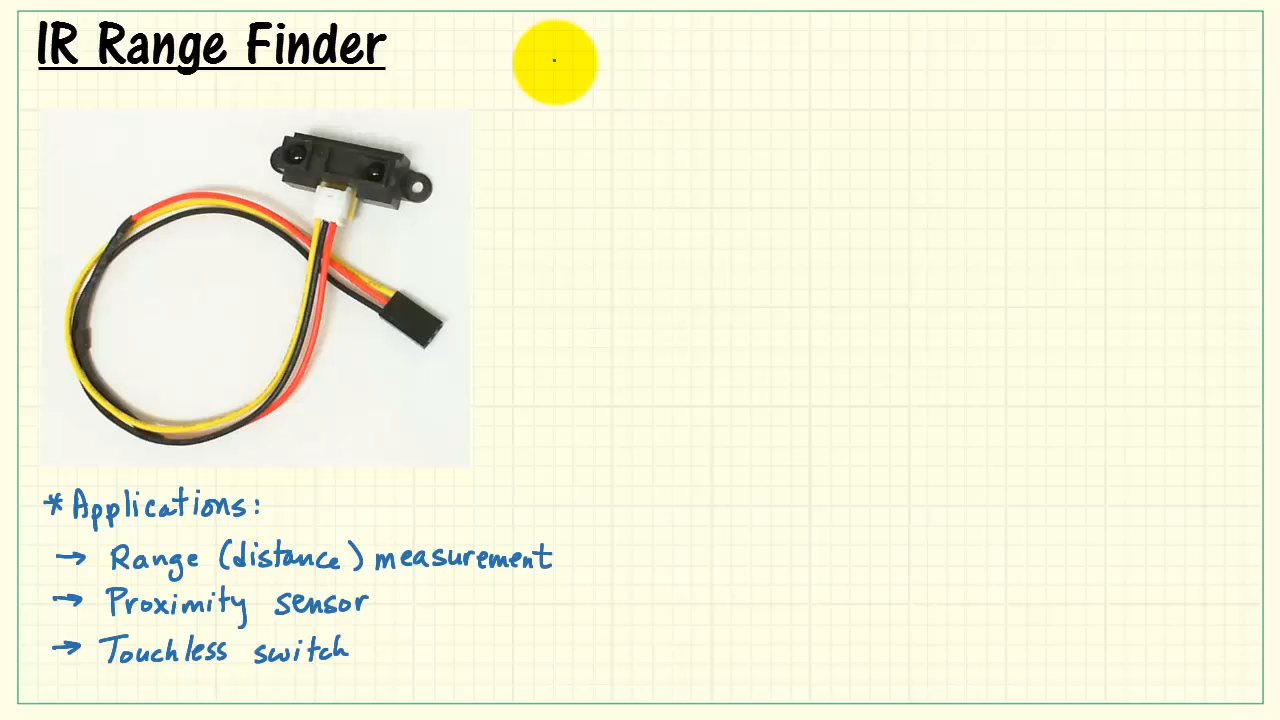 IR Range Finder
* Applications:
→ Range (distance) measurement
→ Proximity sensor
→ Touchless switch